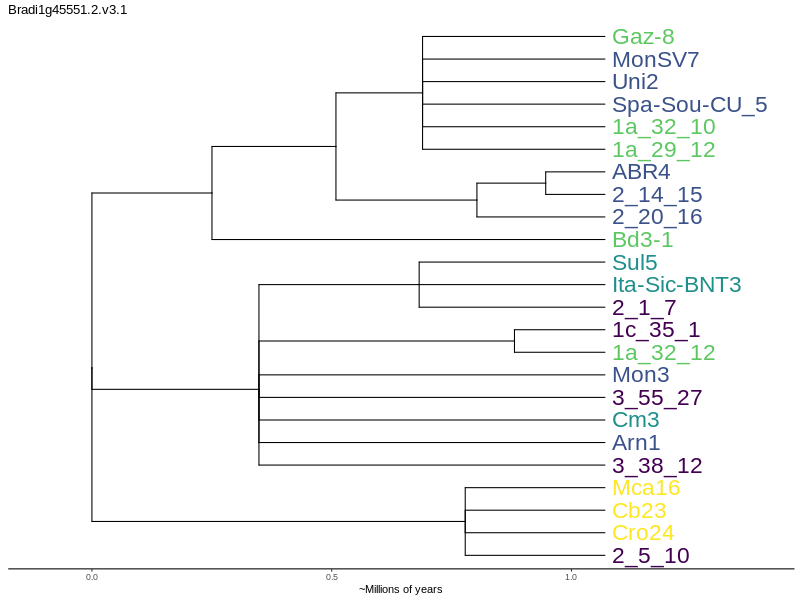 Bradi1g45551.2.v3.1
Gaz-8
MonSV7
Uni2
Spa-Sou-CU_5
1a_32_10
1a_29_12
ABR4
2_14_15
2_20_16
Bd3-1
Sul5
Ita-Sic-BNT3
2_1_7
1c_35_1
1a_32_12
Mon3
3_55_27
Cm3
Arn1
3_38_12
Mca16
Cb23
Cro24
2_5_10
0.0 0.5 1.0
~Millions of years